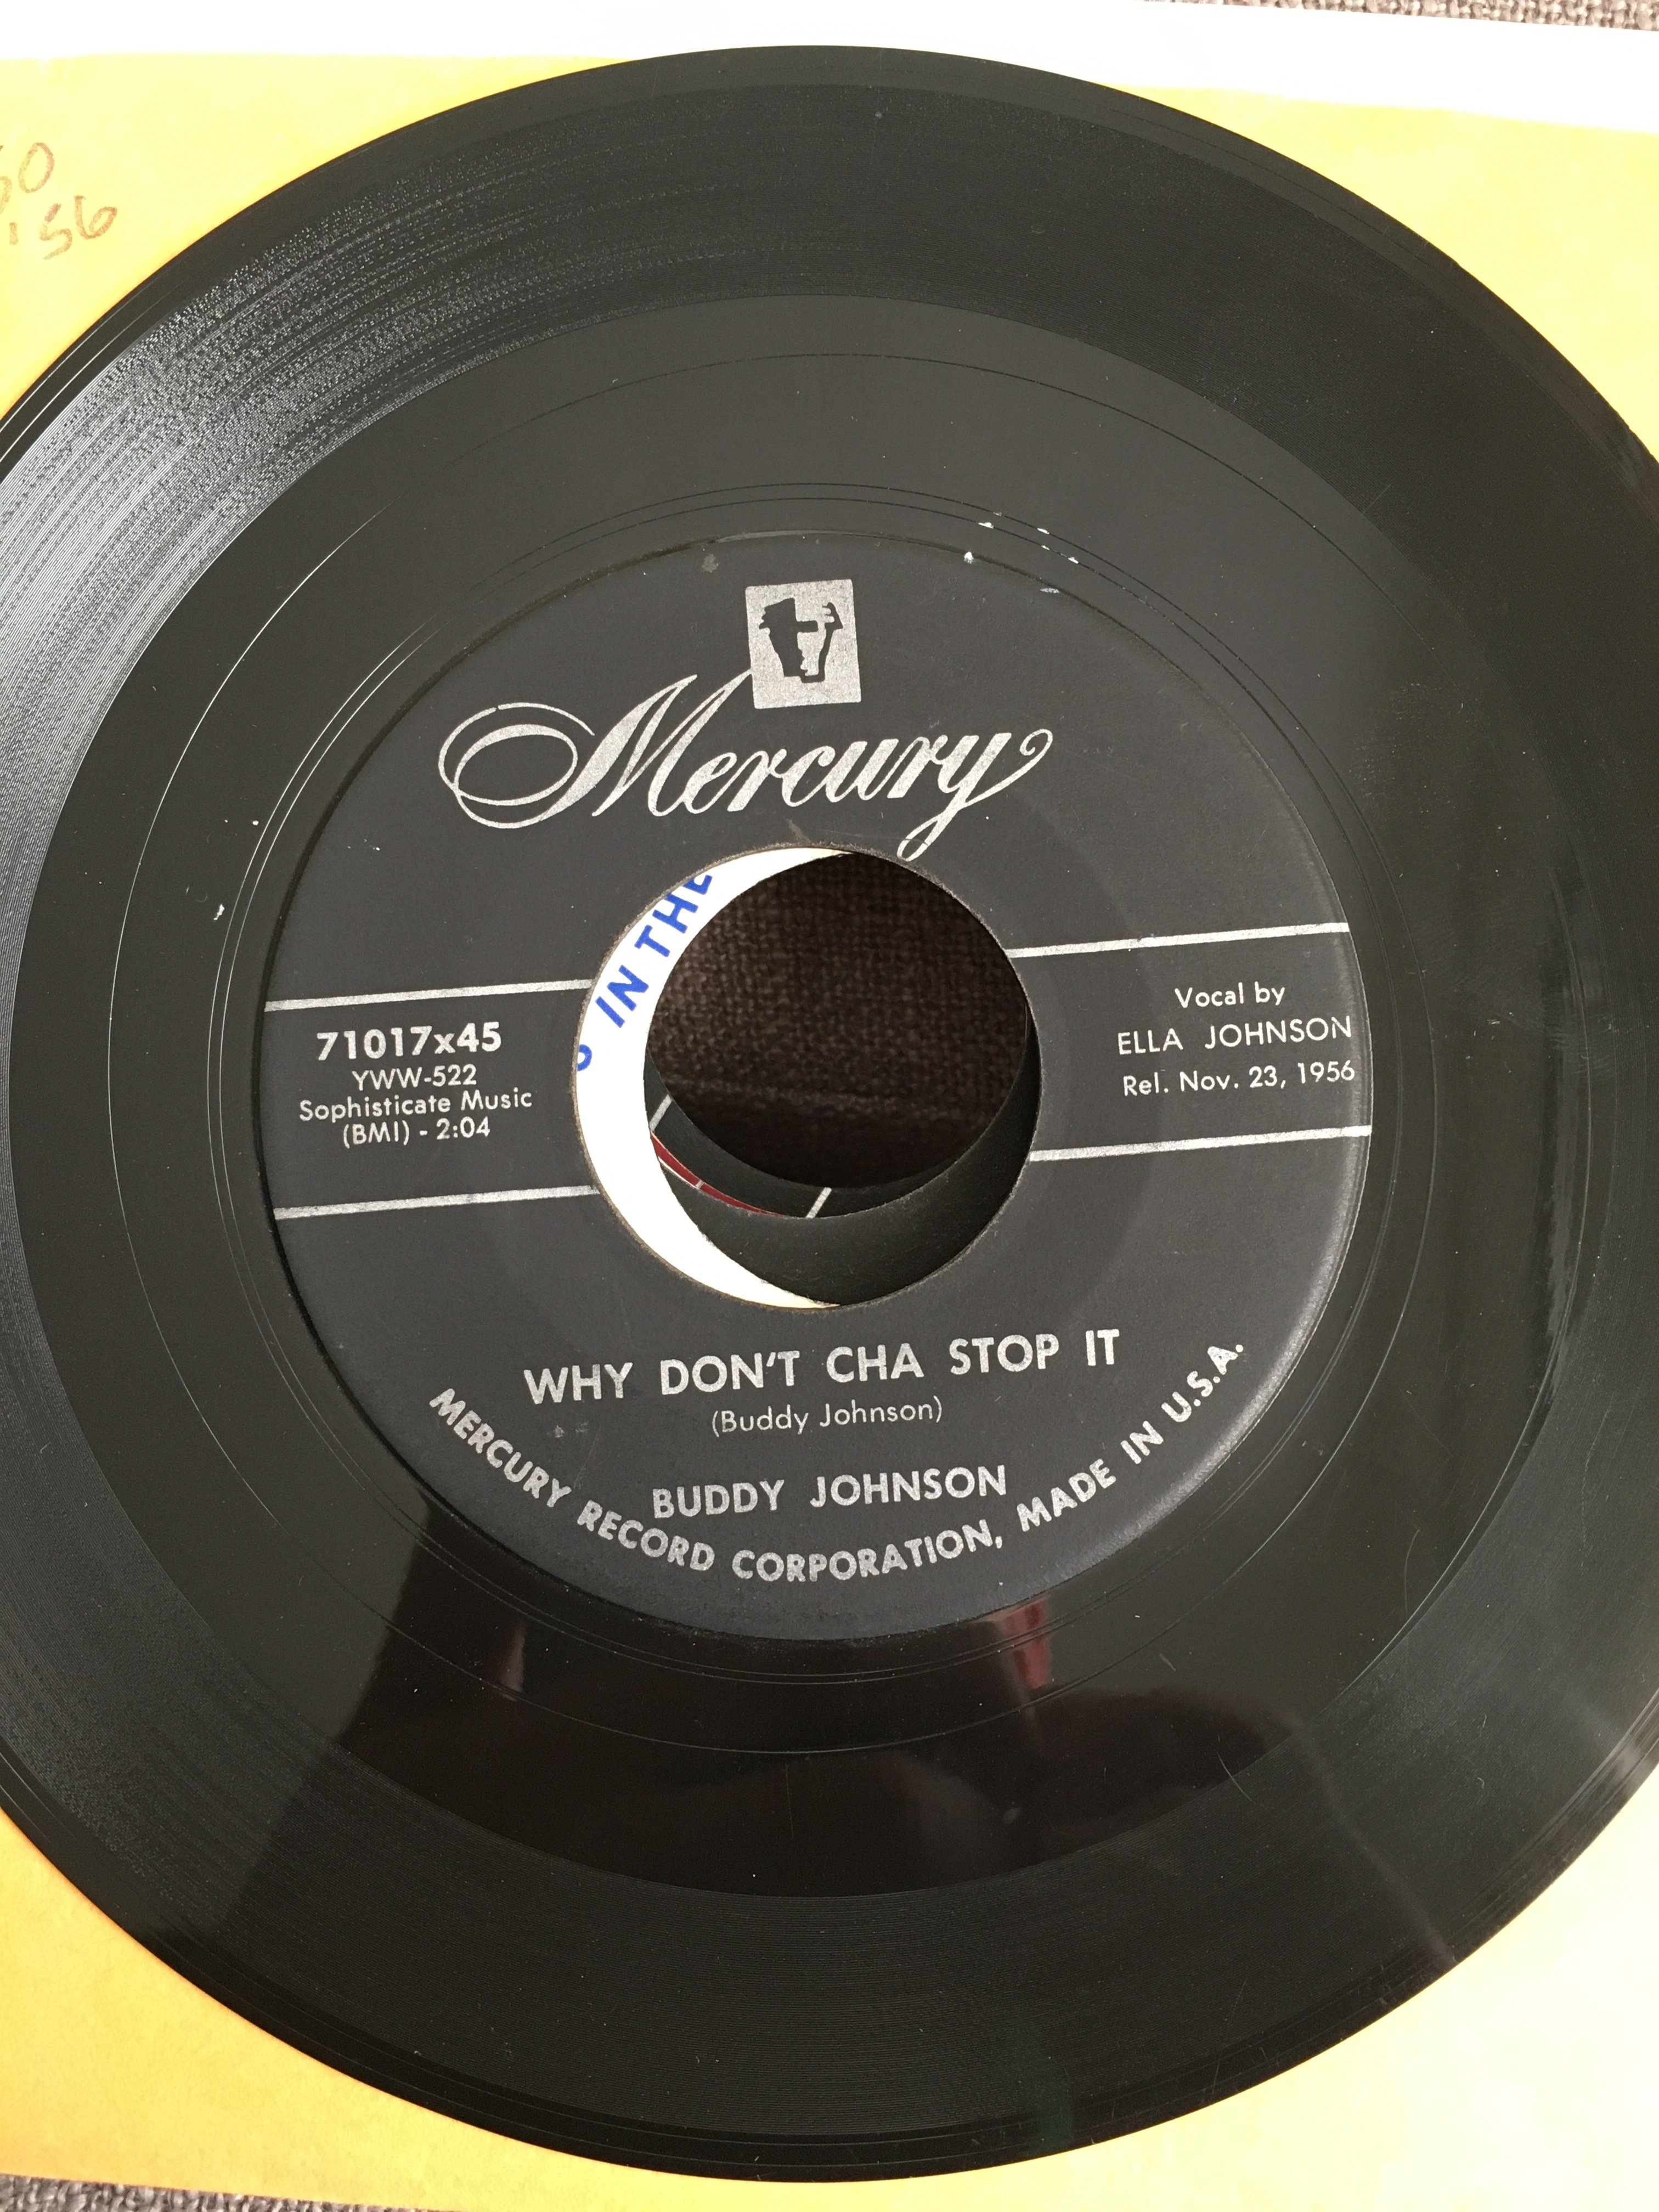 '56
Mercury
IN THE
71017x45
YWW-522
Sophisticate Music
(BMI) - 2:04
Vocal by
ELLA JOHNSON
Rel. Nov. 23, 1956
WHY DON'T CHA STOP IT
(Buddy Johnson)
BUDDY JOHNSON
MERCURY RECORD CORPORATION, MADE IN U.S.A.